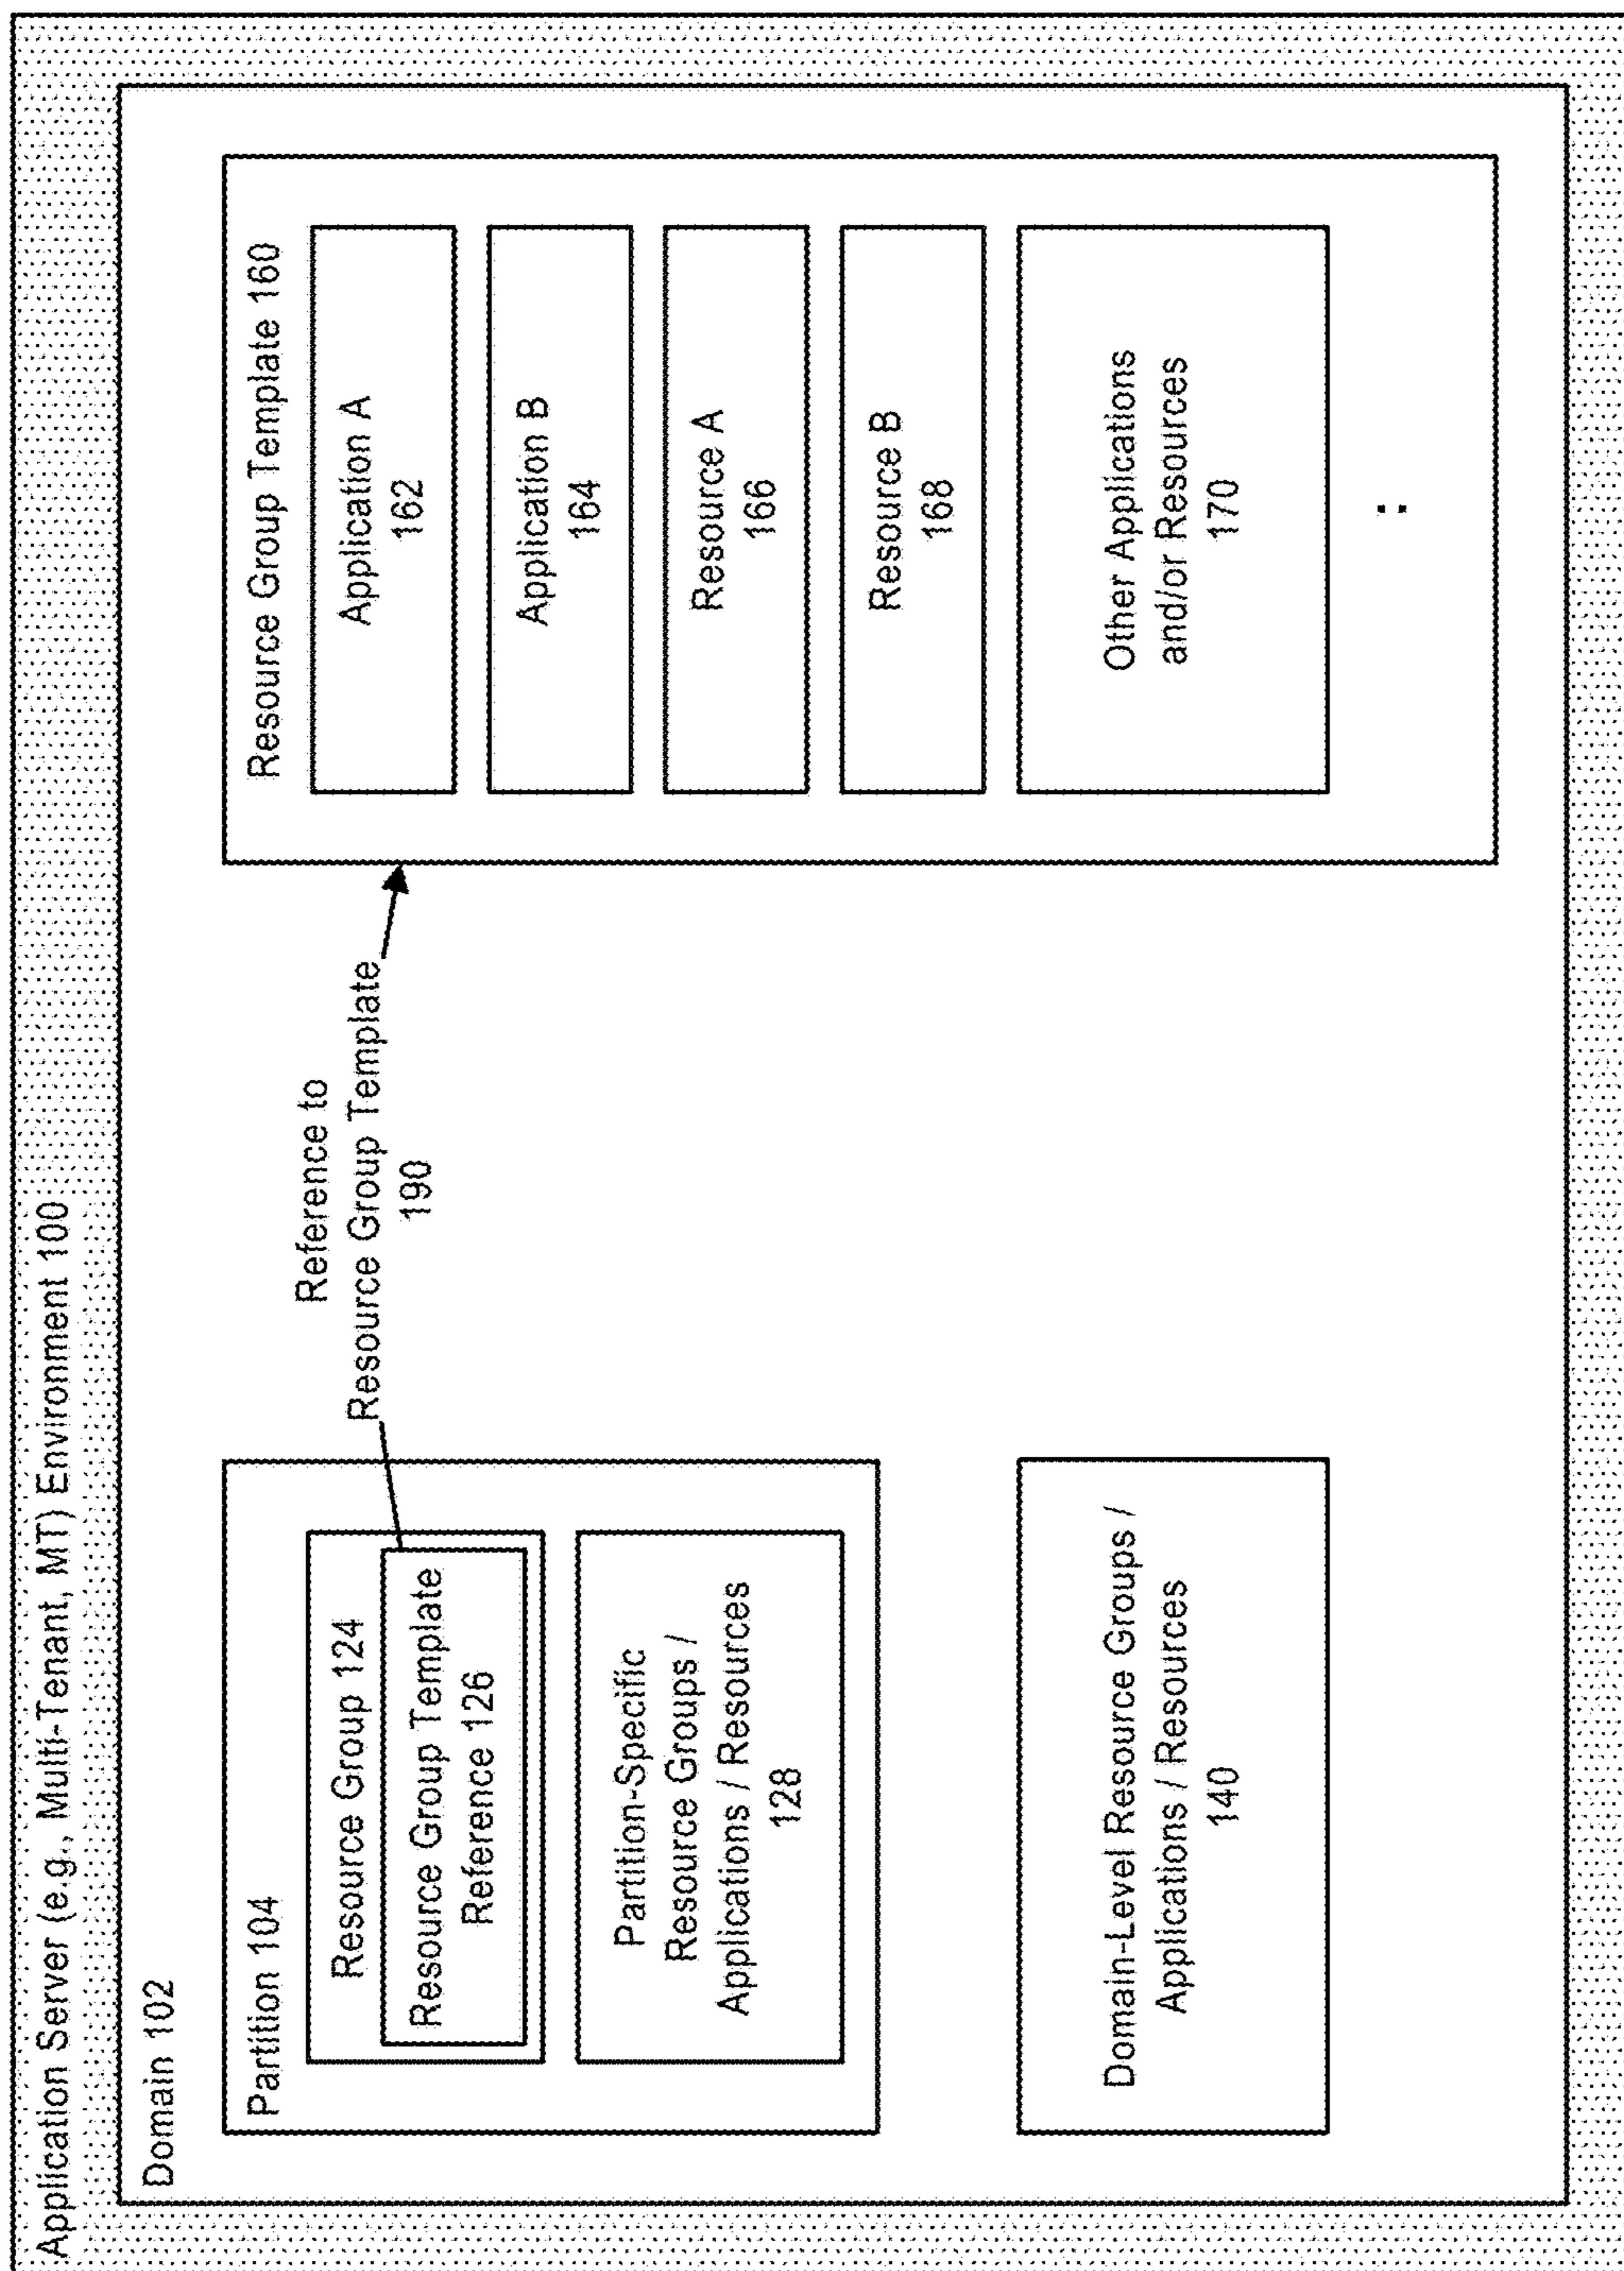 Application Server (e.g., Multi-Tenant, MT) Environment 100
Domain 102
Partition 104
Resource Group 124
Resource Group Template
Reference 126
Partition-Specific
Resource Groups /
Applications / Resources
128
Domain-Level Resource Groups /
Applications / Resources
140
Reference to
Resource Group Template
190
Resource Group Template 160
Application A
162
Application B
164
Resource A
166
Resource B
168
Other Applications
and/or Resources
170